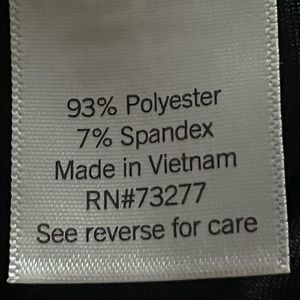 93% Polyester
7% Spandex
Made in Vietnam
RN#73277
See reverse for care